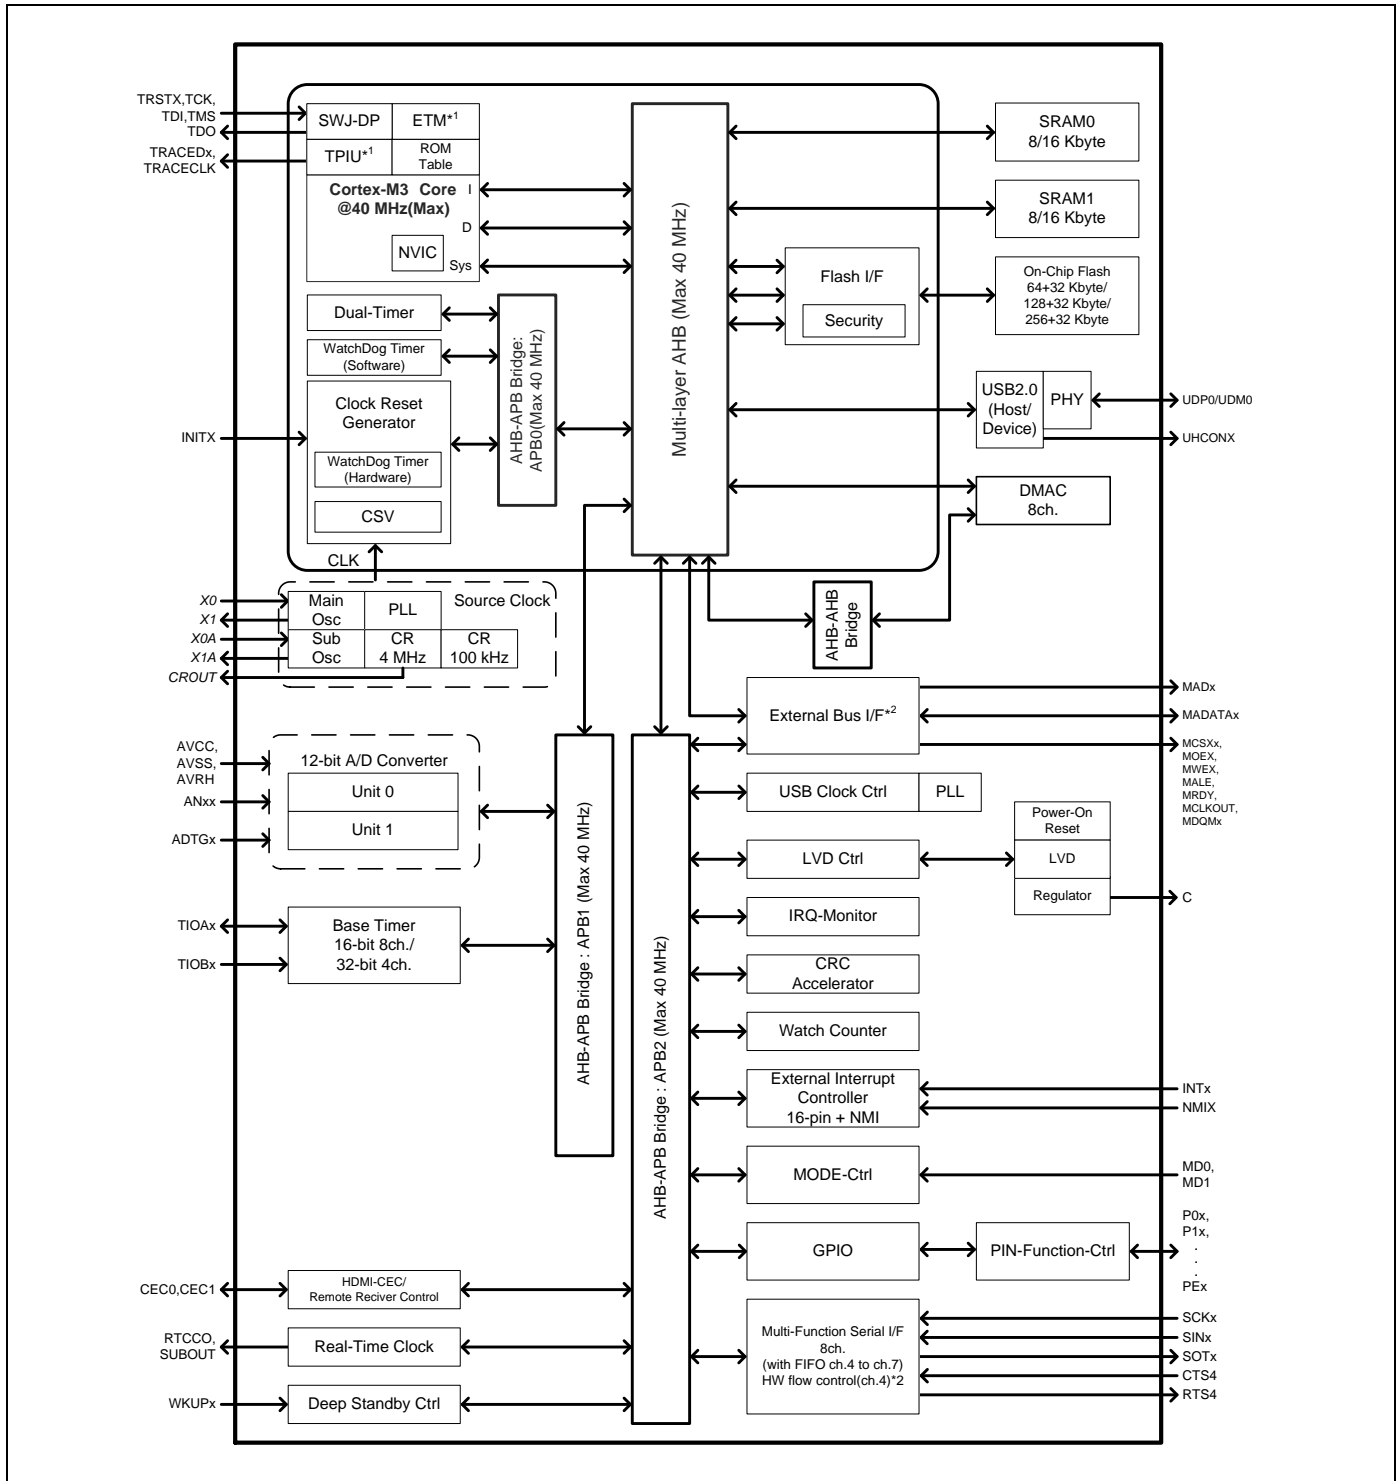 TRSTX,TCK,
TDI,TMS
TDO
TRACEDx,
TRACECLK
SWJ-DP
ETM*1
TPIU*1
ROM
Table
Cortex-M3 Core
@40 MHz(Max)
I
D
Sys
NVIC
Dual-Timer
WatchDog Timer
(Software)
Clock Reset
Generator
WatchDog Timer
(Hardware)
CSV
INITX
CLK
AHB-APB Bridge:
APB0(Max 40 MHz)
Multi-layer AHB (Max 40 MHz)
SRAM0
8/16 Kbyte
SRAM1
8/16 Kbyte
Flash I/F
Security
On-Chip Flash
64+32 Kbyte/
128+32 Kbyte/
256+32 Kbyte
USB2.0
(Host/
Device)
PHY
UDP0/UDM0
UHCONX
DMAC
8ch.
AHB-AHB
Bridge
X0
X1
X0A
X1A
CROUT
Main
Osc
PLL
Source Clock
Sub
Osc
CR
4 MHz
CR
100 kHz
AVCC,
AVSS,
AVRH
ANxx
ADTGx
12-bit A/D Converter
Unit 0
Unit 1
TIOAx
TIOBx
Base Timer
16-bit 8ch./
32-bit 4ch.
AHB-APB Bridge : APB1 (Max 40 MHz)
AHB-APB Bridge : APB2 (Max 40 MHz)
External Bus I/F*2
MADx
MADATAx
MCSXx,
MOEX,
MWEX,
MALE,
MRDY,
MCLKOUT,
MDQMx
USB Clock Ctrl
PLL
LVD Ctrl
Power-On
Reset
LVD
Regulator
C
IRQ-Monitor
CRC
Accelerator
Watch Counter
External Interrupt
Controller
16-pin + NMI
INTx
NMIX
MODE-Ctrl
MD0,
MD1
GPIO
PIN-Function-Ctrl
P0x,
P1x,
.
.
.
PEx
CEC0,CEC1
HDMI-CEC/
Remote Reciver Control
RTCCO,
SUBOUT
Real-Time Clock
WKUPx
Deep Standby Ctrl
Multi-Function Serial I/F
8ch.
(with FIFO ch.4 to ch.7)
HW flow control(ch.4)*2
SCKx
SINx
SOTx
CTS4
RTS4